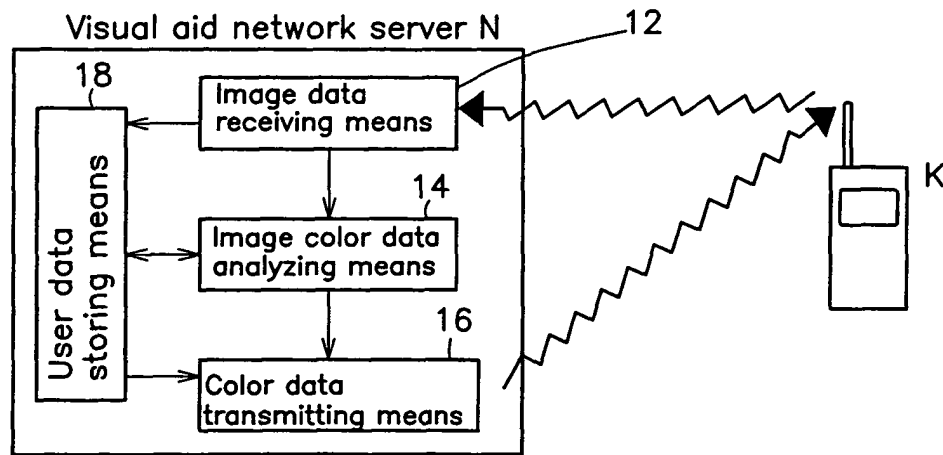 Visual aid network server N
12
18
Image data
receiving means
K
14
User data
storing means
Image color data
analyzing means
16
Color data
transmitting means